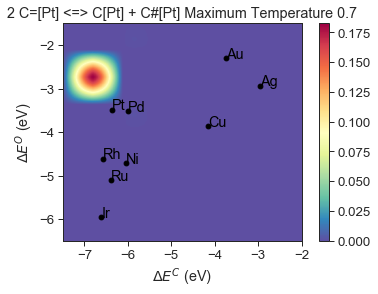 2 C=[Pt] <=> C[Pt] + C#[Pt] Maximum Temperature 0.7
−2
−3
−4
−5
−6
ΔE^O (eV)
Au
Ag
Pt
Pd
Cu
Rh
Ni
Ru
Ir
−7
−6
−5
−4
−3
−2
ΔE^C (eV)
0.175
0.150
0.125
0.100
0.075
0.050
0.025
0.000